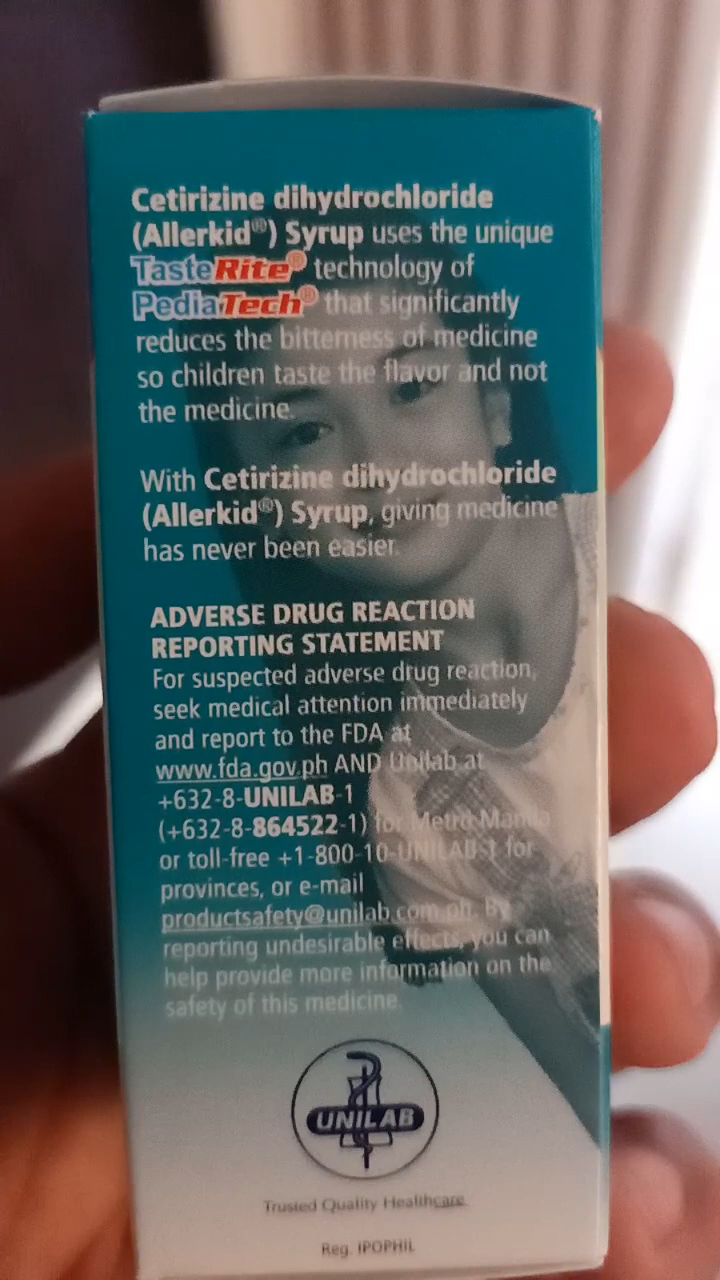 Cetirizine dihydrochloride
(Allerkid®) Syrup uses the unique
TasteRite® technology of
PediaTech® that significantly
reduces the bitterness of medicine
so children taste the flavor and not
the medicine.
With Cetirizine dihydrochloride
(Allerkid®) Syrup, giving medicine
has never been easier.
ADVERSE DRUG REACTION
REPORTING STATEMENT
For suspected adverse drug reaction,
seek medical attention immediately
and report to the FDA at
www.fda.gov.ph AND Unilab at
+632-8-UNILAB-1
(+632-8-864522-1) for Metro Manila
or toll-free +1-800-10-UNILAB-1 for
provinces, or e-mail
productsafety@unilab.com.ph. By
reporting undesirable effects, you can
help provide more information on the
safety of this medicine.
UNILAB
Trusted Quality Healthcare
Reg. IPOPHIL